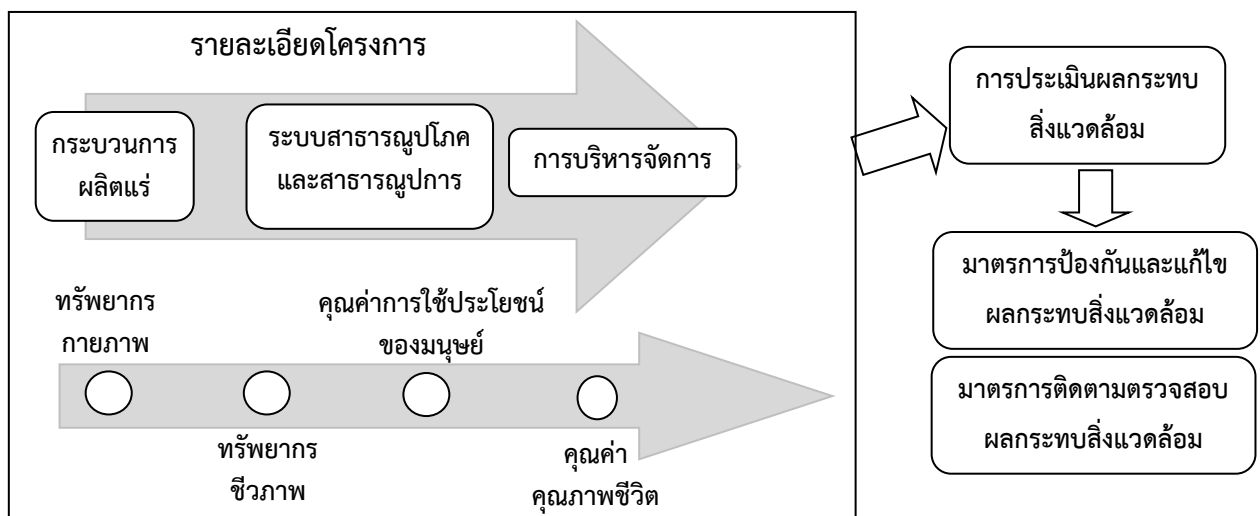 รายละเอียดโครงการ
กระบวนการ
ผลิตแร่
ระบบสาธารณูปโภค
และสาธารณูปการ
การบริหารจัดการ
ทรัพยากร
กายภาพ
คุณค่าการใช้ประโยชน์
ของมนุษย์
ทรัพยากร
ชีวภาพ
คุณค่า
คุณภาพชีวิต
การประเมินผลกระทบ
สิ่งแวดล้อม
มาตรการป้องกันและแก้ไข
ผลกระทบสิ่งแวดล้อม
มาตรการติดตามตรวจสอบ
ผลกระทบสิ่งแวดล้อม